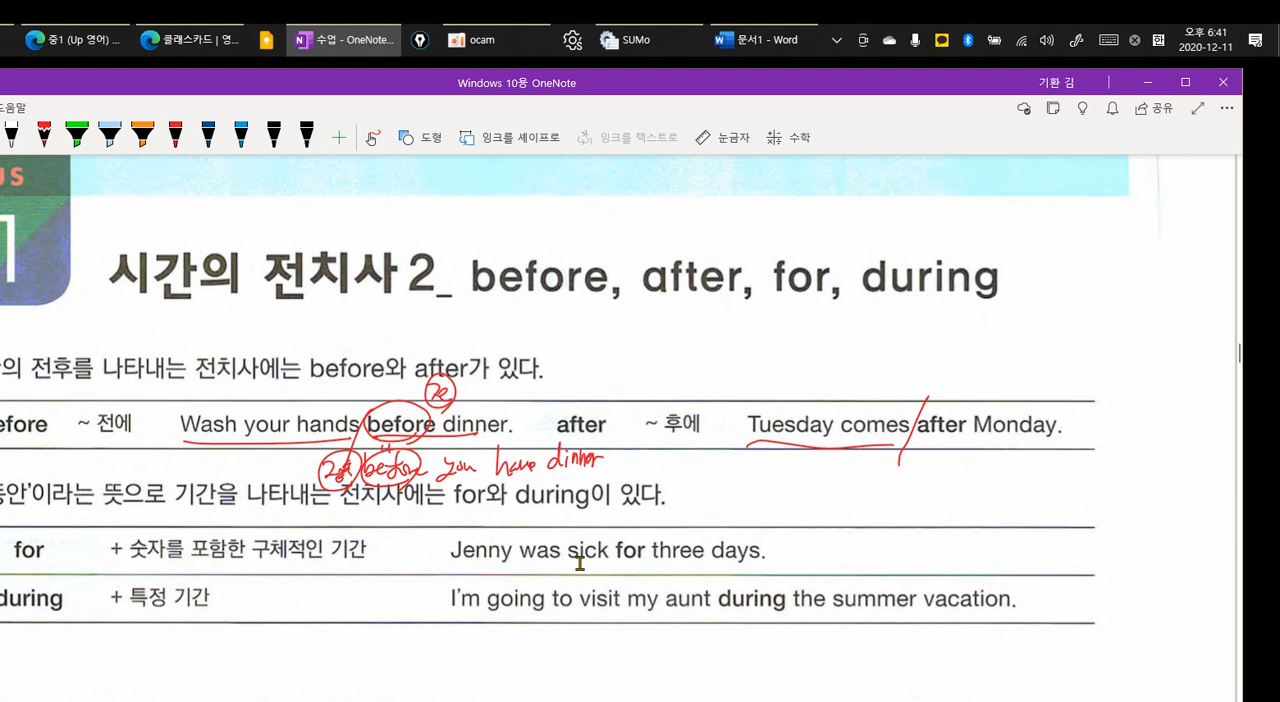 중1 (Up 영어) ... 클래스카드 | 영... 수업 - OneNote... ocam SUMo 문서1 - Word 한 오후 6:41
2020-12-11
Windows 10용 OneNote 기환 김
도움말 공유
도형 잉크를 셰이프로 잉크를 텍스트로 눈금자 수학
US
1
시간의 전치사 2_ before, after, for, during
의 전후를 나타내는 전치사에는 before와 after가 있다.
전
efore ~ 전에 Wash your hands before dinner. after ~ 후에 Tuesday comes after Monday.
before you have dinner
동안'이라는 뜻으로 기간을 나타내는 전치사에는 for와 during이 있다.
for + 숫자를 포함한 구체적인 기간 Jenny was sick for three days.
during + 특정 기간 I'm going to visit my aunt during the summer vacation.